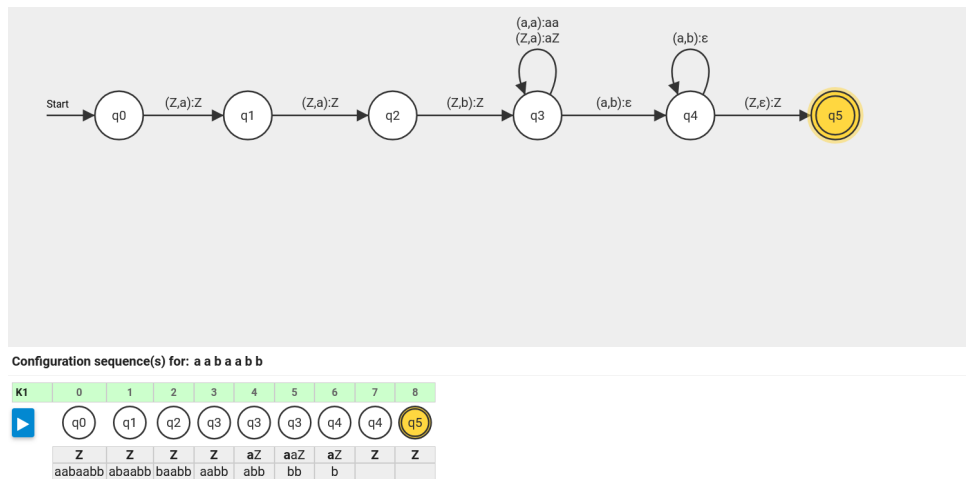 (a,a):aa
(Z,a):aZ
(a,b):ε
Start
(Z,a):Z
(Z,a):Z
(Z,b):Z
(a,b):ε
(Z,ε):Z
q0
q1
q2
q3
q4
q5
Configuration sequence(s) for: a a b a a b b
K1 0 1 2 3 4 5 6 7 8
q0 q1 q2 q3 q3 q3 q4 q4 q5
Z Z Z Z aZ aaZ aZ Z Z
aabaabb abaabb baabb aabb abb bb b